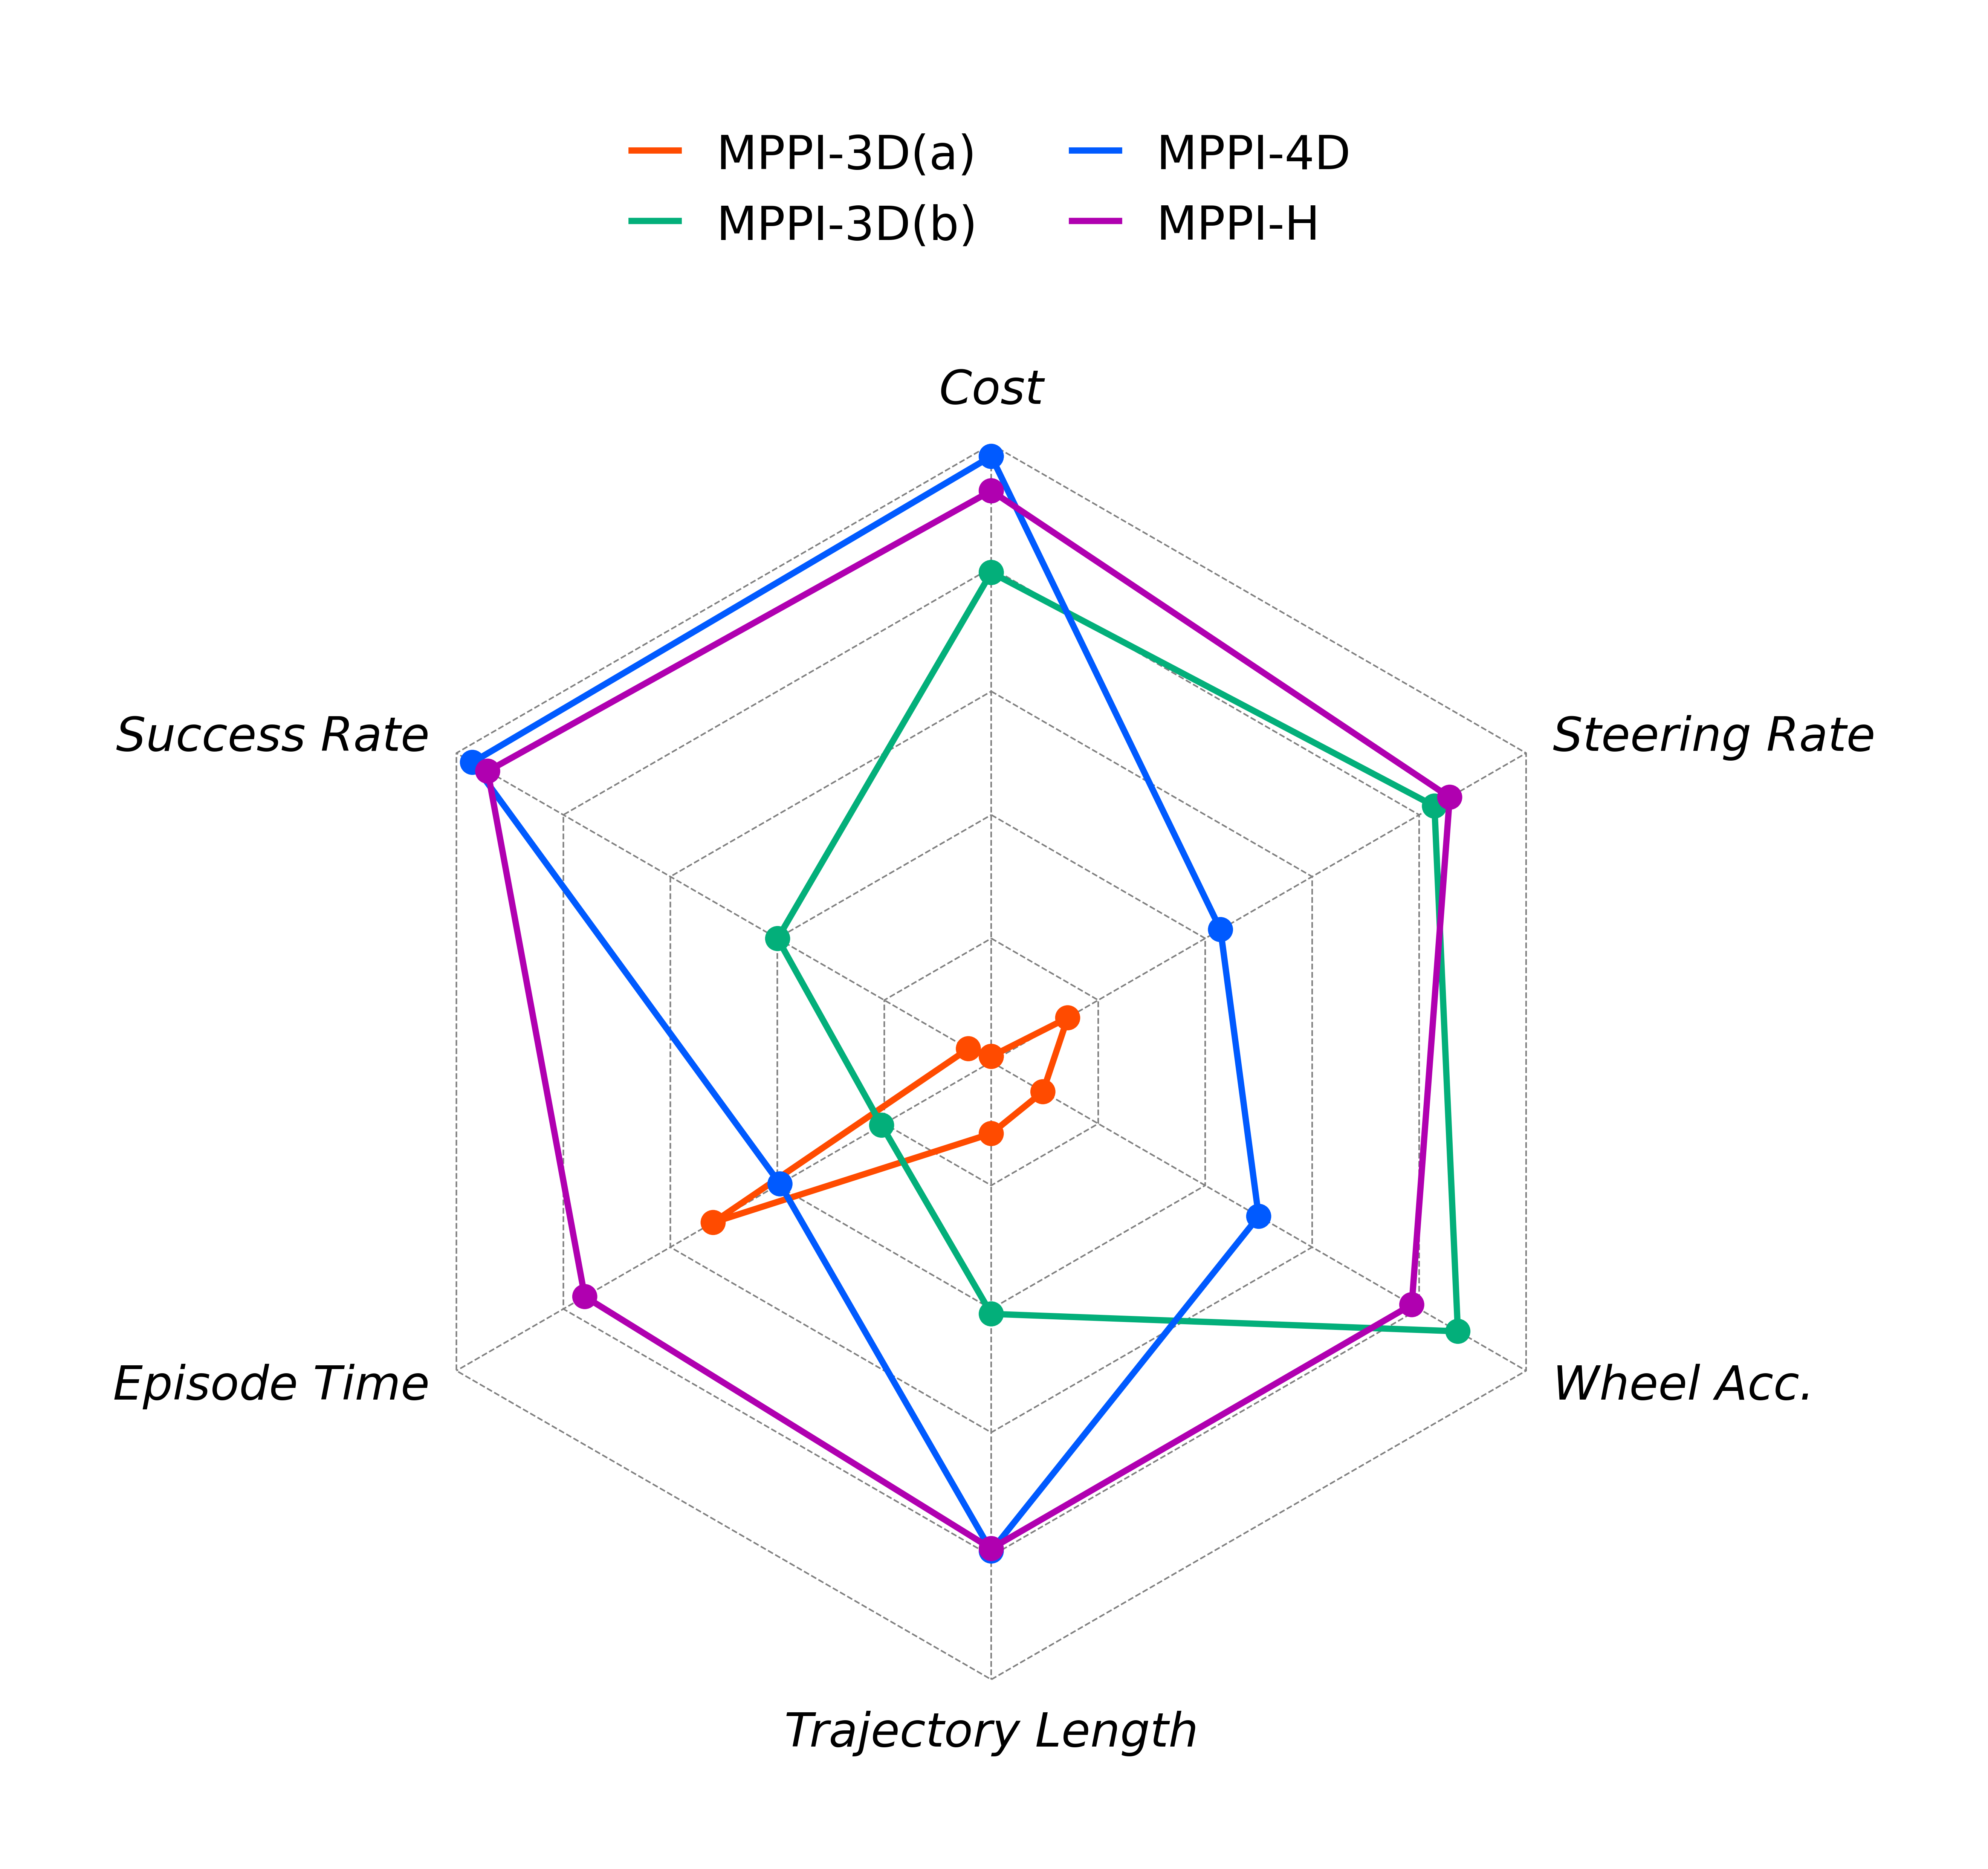 MPPI-3D(a)
MPPI-4D
MPPI-3D(b)
MPPI-H
Cost
Success Rate
Steering Rate
Episode Time
Wheel Acc.
Trajectory Length